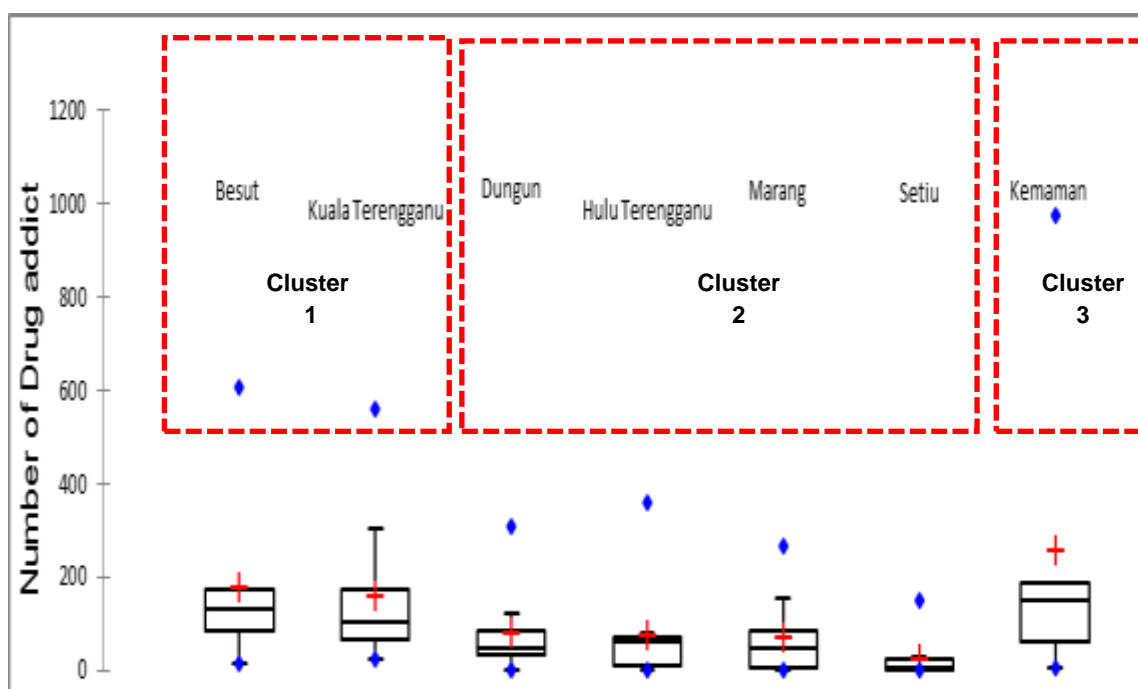 Number of Drug addict
1200
1000
800
600
400
200
0
Besut
Kuala Terengganu
Dungun
Hulu Terengganu
Marang
Setiu
Kemaman
Cluster
1
Cluster
2
Cluster
3